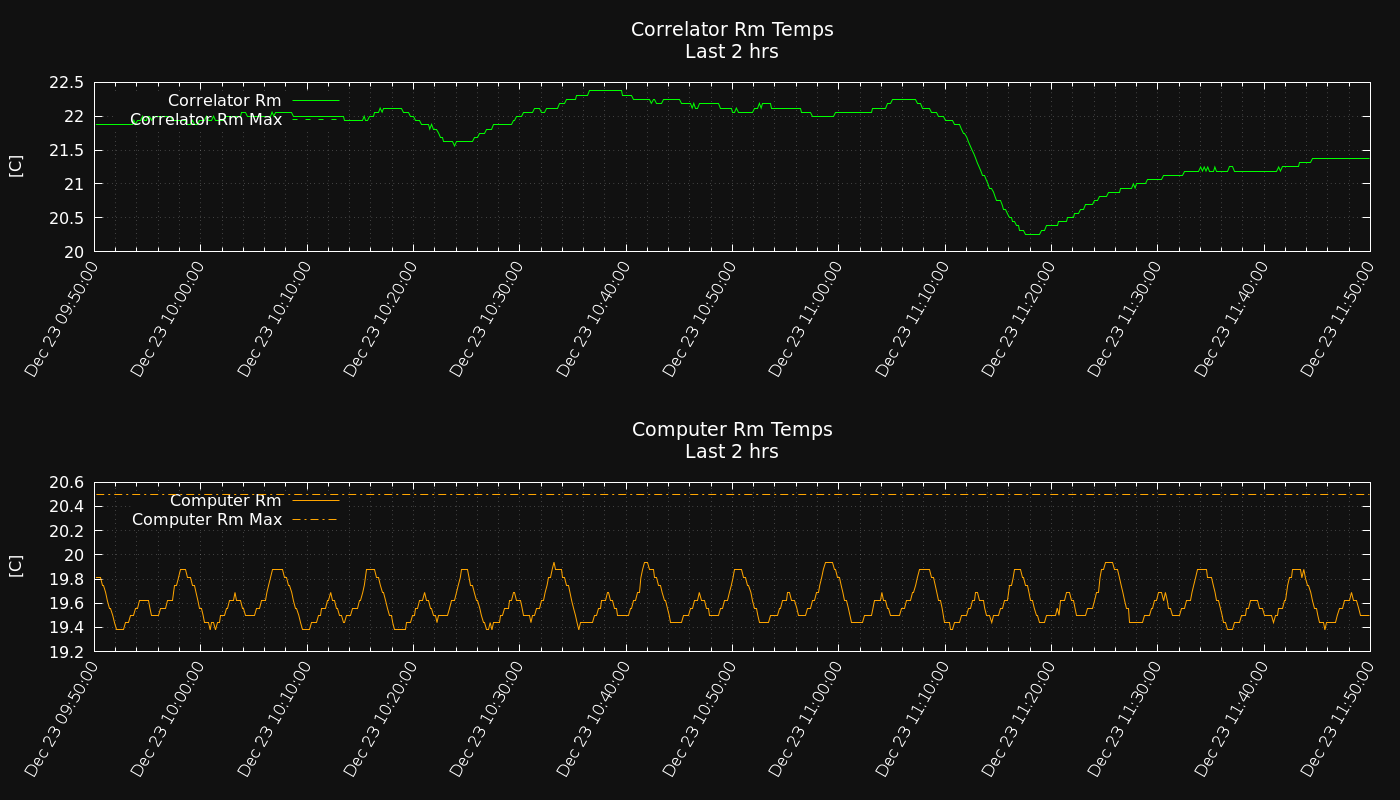 Correlator Rm Temps
Last 2 hrs
22.5
22
21.5
21
20.5
20
[C]
Correlator Rm
Correlator Rm Max
Dec 23 09:50:00
Dec 23 10:00:00
Dec 23 10:10:00
Dec 23 10:20:00
Dec 23 10:30:00
Dec 23 10:40:00
Dec 23 10:50:00
Dec 23 11:00:00
Dec 23 11:10:00
Dec 23 11:20:00
Dec 23 11:30:00
Dec 23 11:40:00
Dec 23 11:50:00
Computer Rm Temps
Last 2 hrs
20.6
20.4
20.2
20
19.8
19.6
19.4
19.2
[C]
Computer Rm
Computer Rm Max
Dec 23 09:50:00
Dec 23 10:00:00
Dec 23 10:10:00
Dec 23 10:20:00
Dec 23 10:30:00
Dec 23 10:40:00
Dec 23 10:50:00
Dec 23 11:00:00
Dec 23 11:10:00
Dec 23 11:20:00
Dec 23 11:30:00
Dec 23 11:40:00
Dec 23 11:50:00